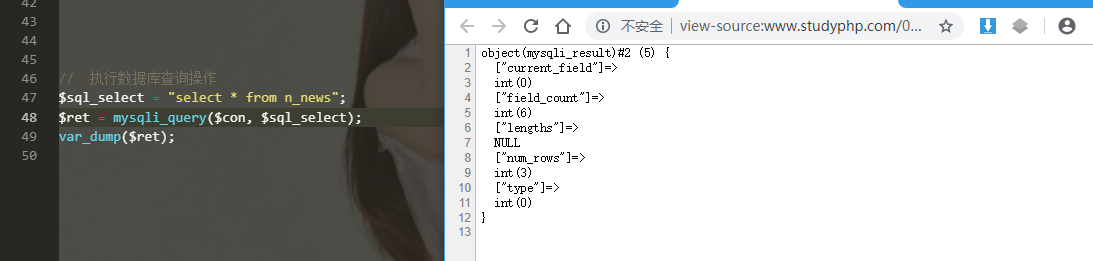 42
43
44
45
46 // 执行数据库查询操作
47 $sql_select = "select * from n_news";
48 $ret = mysqli_query($con, $sql_select);
49 var_dump($ret);
50
不安全 | view-source:www.studyphp.com/0...
1 object(mysqli_result)#2 (5) {
2 ["current_field"]=>
3 int(0)
4 ["field_count"]=>
5 int(6)
6 ["lengths"]=>
7 NULL
8 ["num_rows"]=>
9 int(3)
10 ["type"]=>
11 int(0)
12 }
13